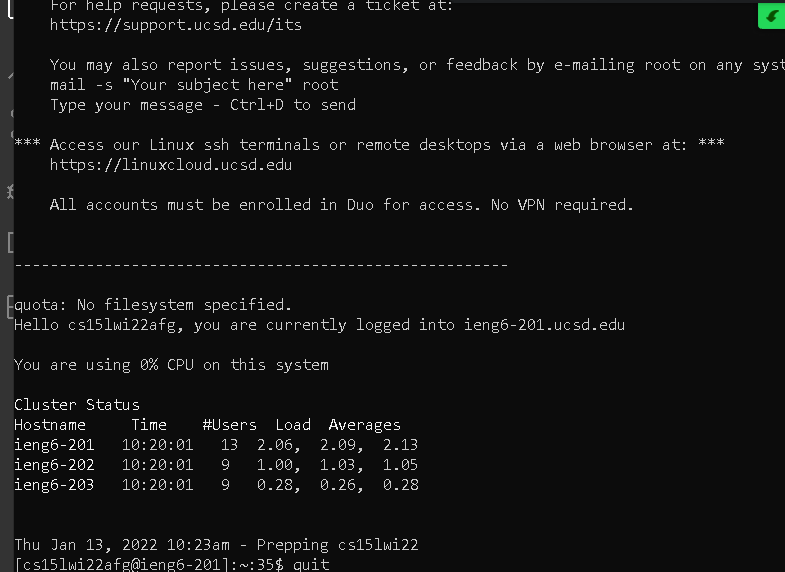 For help requests, please create a ticket at:
https://support.ucsd.edu/its
You may also report issues, suggestions, or feedback by e-mailing root on any syst
mail -s "Your subject here" root
Type your message - Ctrl+D to send
*** Access our Linux ssh terminals or remote desktops via a web browser at: ***
https://linuxcloud.ucsd.edu
All accounts must be enrolled in Duo for access. No VPN required.
-------------------------------------------------------
quota: No filesystem specified.
Hello cs15lwi22afg, you are currently logged into ieng6-201.ucsd.edu
You are using 0% CPU on this system
Cluster Status
Hostname     Time    #Users  Load  Averages
ieng6-201   10:20:01   13  2.06,  2.09,  2.13
ieng6-202   10:20:01   9   1.00,  1.03,  1.05
ieng6-203   10:20:01   9   0.28,  0.26,  0.28
Thu Jan 13, 2022 10:23am - Prepping cs15lwi22
[cs15lwi22afg@ieng6-201]:~:35$ quit